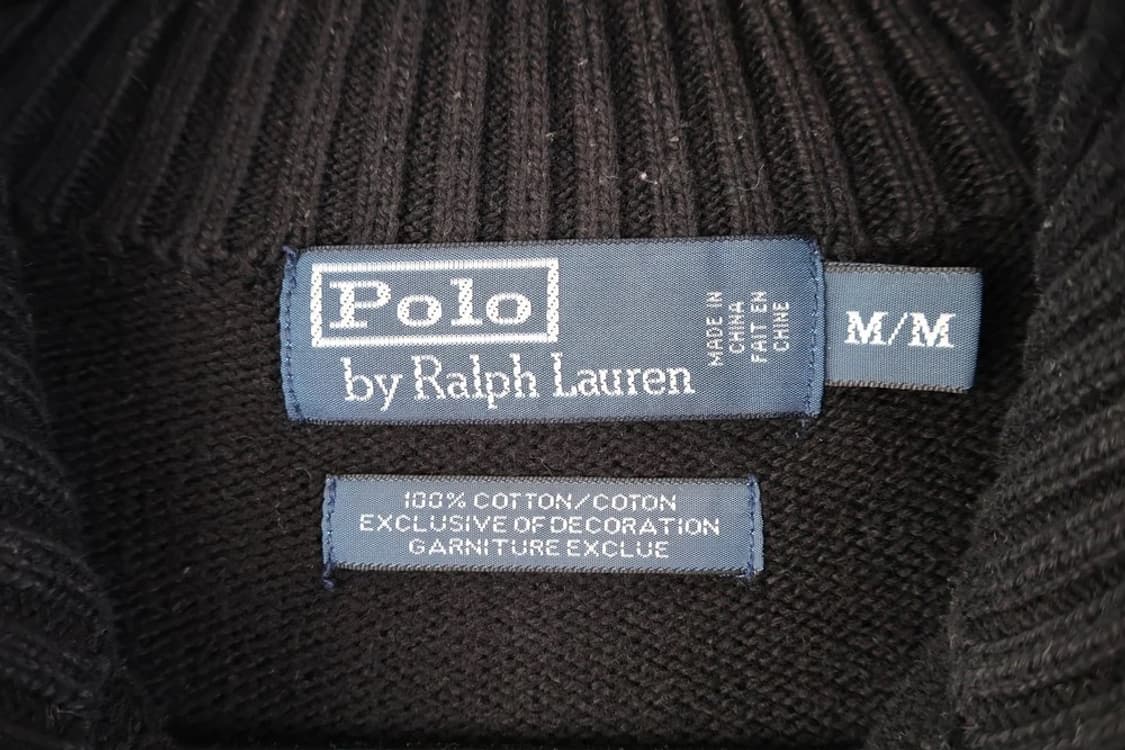 Polo
by Ralph Lauren
MADE IN
CHINA
FAIT EN
CHINE
M/M
100% COTTON/COTON
EXCLUSIVE OF DECORATION
GARNITURE EXCLUE